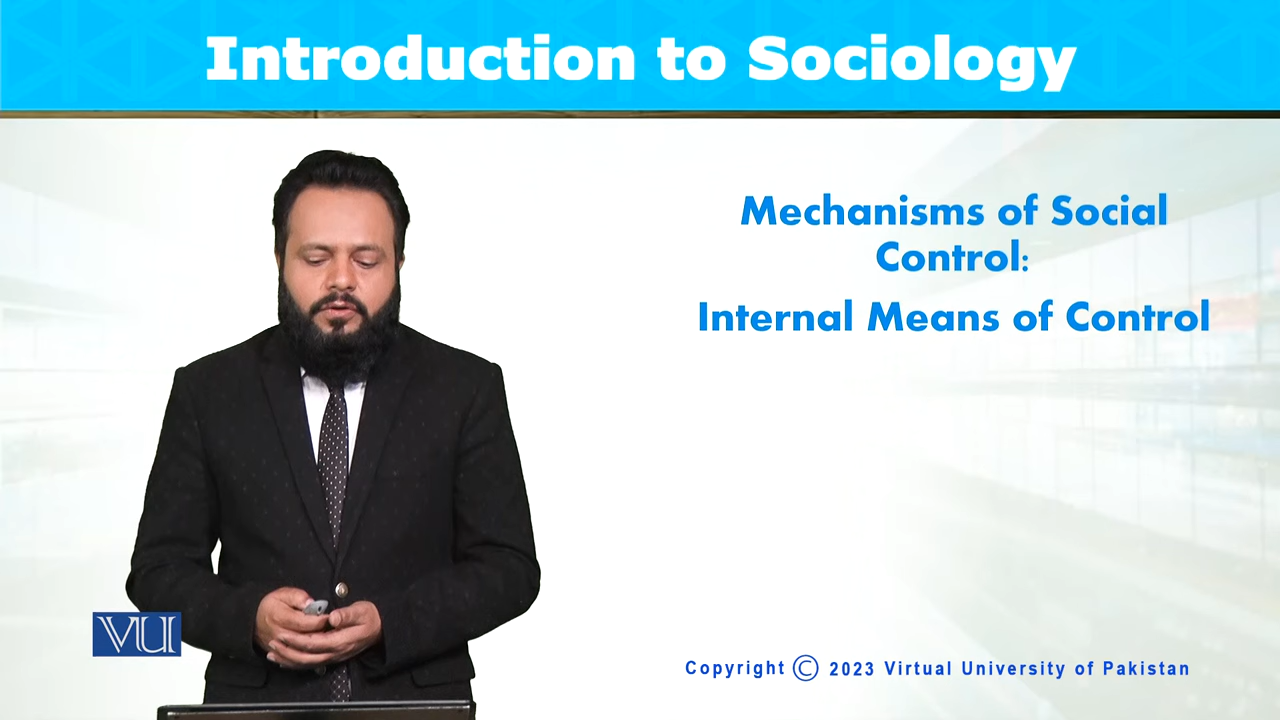 Introduction to Sociology
Mechanisms of Social
Control:
Internal Means of Control
VU
Copyright © 2023 Virtual University of Pakistan